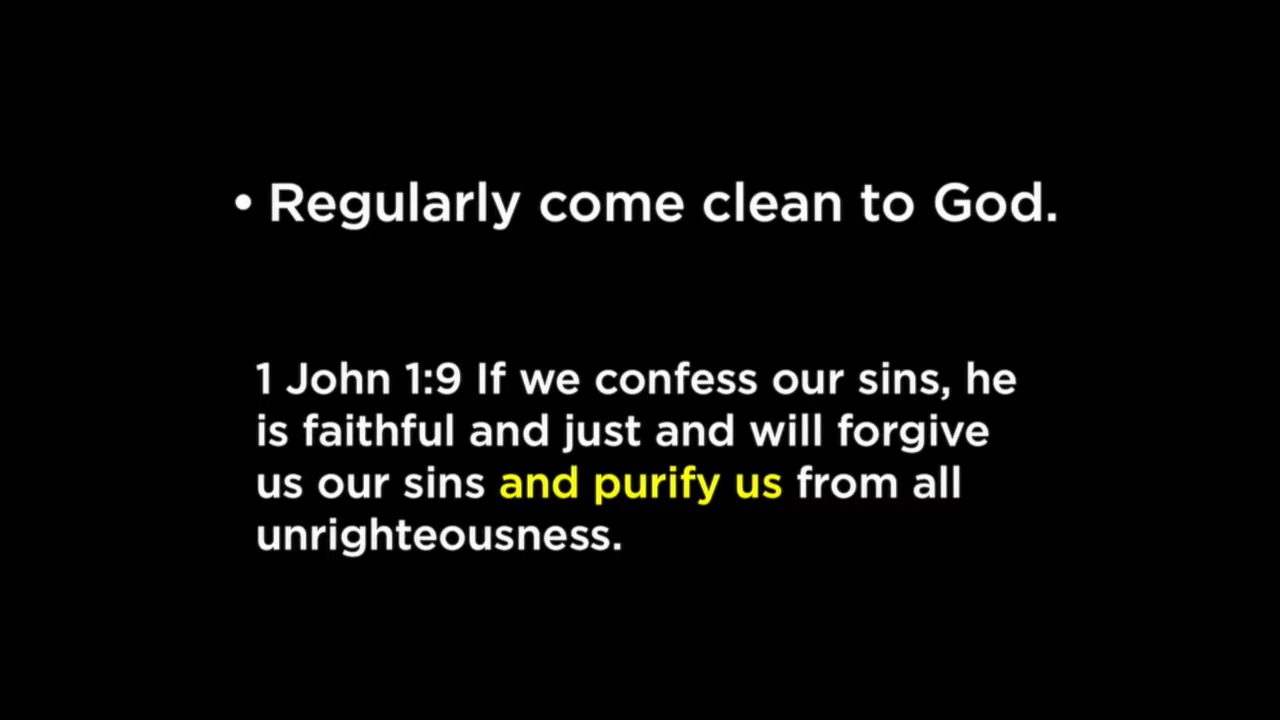 • Regularly come clean to God.
1 John 1:9 If we confess our sins, he
is faithful and just and will forgive
us our sins and purify us from all
unrighteousness.